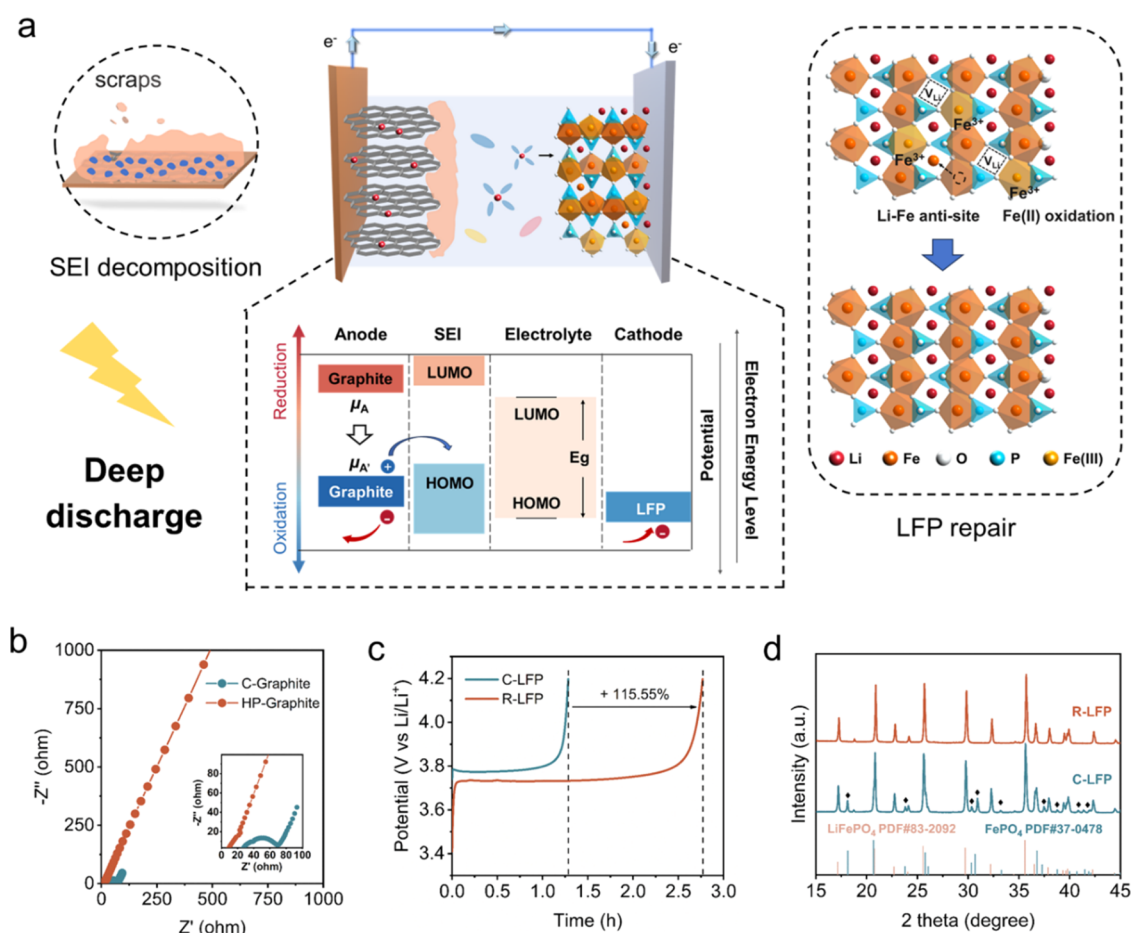 a
scraps
SEI decomposition
Deep
discharge
e⁻
e⁻
Anode
SEI
Electrolyte
Cathode
Reduction
Oxidation
Graphite
μA
μA'
+
Graphite
-
LUMO
HOMO
LUMO
Eg
HOMO
LFP
-
Potential
Electron Energy Level
VLi
Fe³⁺
Fe³⁺
VLi
Fe³⁺
Li-Fe anti-site
Fe(II) oxidation
Li
Fe
O
P
Fe(III)
LFP repair
b
-Z'' (ohm)
1000
750
500
250
0
C-Graphite
HP-Graphite
-Z'' (ohm)
80
60
40
20
0
0 20 40 60 80 100
Z' (ohm)
0 250 500 750 1000
Z' (ohm)
c
Potential (V vs Li/Li⁺)
4.2
4.0
3.8
3.6
3.4
C-LFP
R-LFP
+ 115.55%
0.0 0.5 1.0 1.5 2.0 2.5 3.0
Time (h)
d
Intensity (a.u.)
R-LFP
C-LFP
LiFePO₄ PDF#83-2092
FePO₄ PDF#37-0478
15 20 25 30 35 40 45
2 theta (degree)